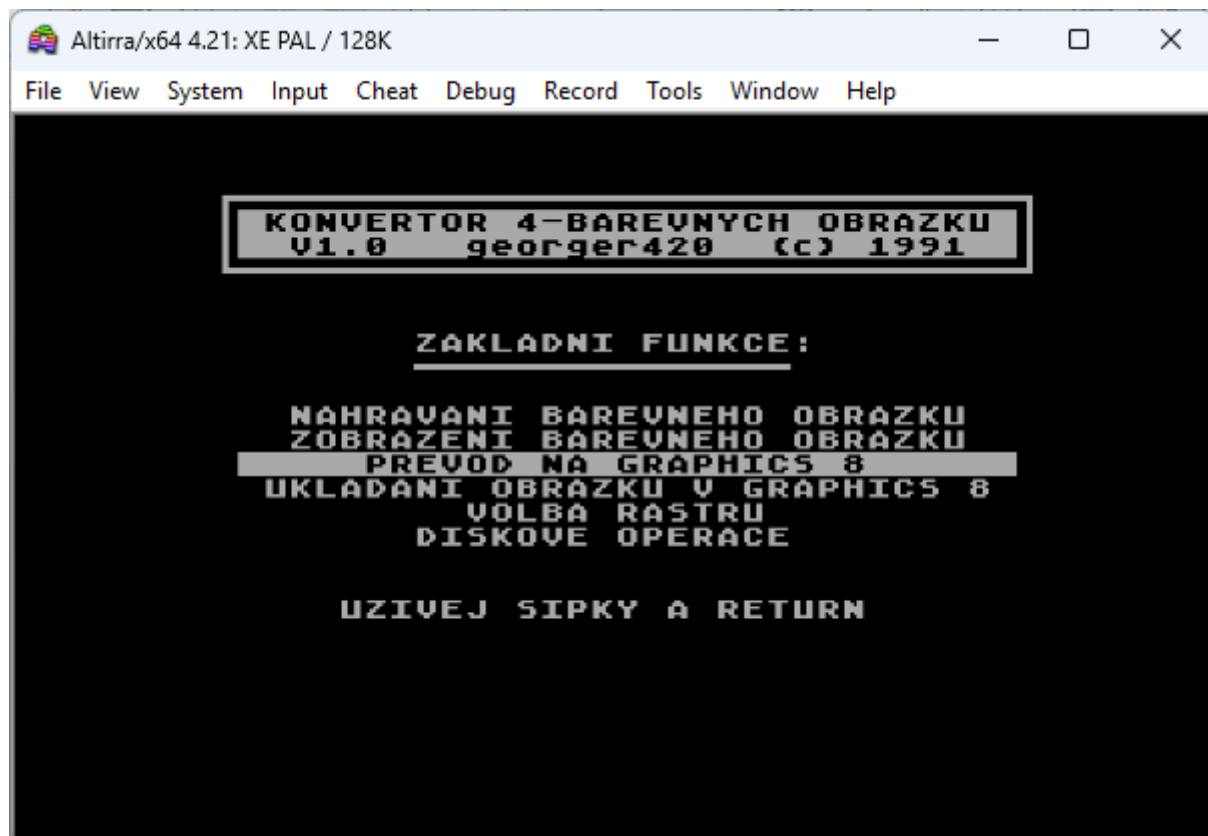 Altirra/x64 4.21: XE PAL / 128K
File View System Input Cheat Debug Record Tools Window Help
KONVERTOR 4-BAREVNYCH OBRAZKU
V1.0 georger420 (c) 1991
ZAKLADNI FUNKCE:
NAHRAVANI BAREVNEHO OBRAZKU
ZOBRAZENI BAREVNEHO OBRAZKU
PREVOD NA GRAPHICS 8
UKLADANI OBRAZKU V GRAPHICS 8
VOLBA RASTRU
DISKOVE OPERACE
UZIVEJ SIPKY A RETURN